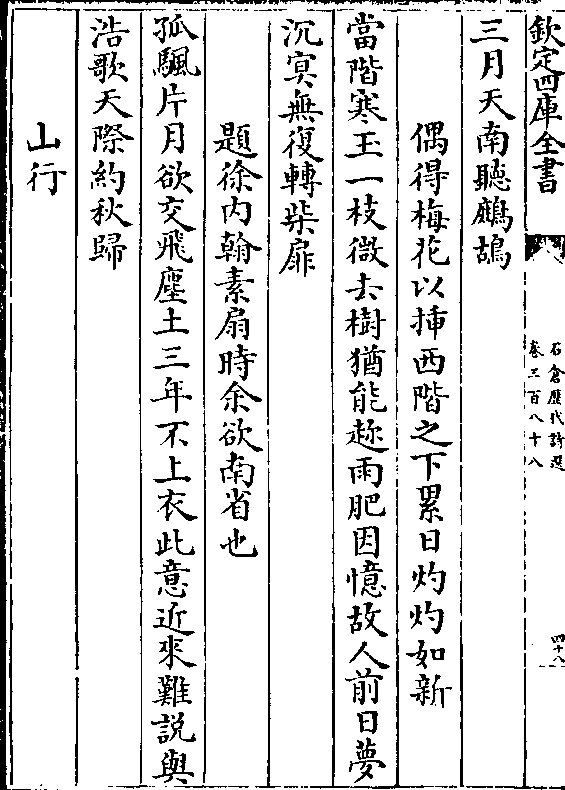 欽定四庫全書
石倉歷代詩選
卷三百八十八
四十八
三月天南聽鷓鴣
偶得梅花以揷西階之下累日灼灼如新
當階寒玉一枝微去樹猶能趂雨肥因憶故人前日夢
沉㝠無復轉柴扉
題徐内翰素扇時余欲南省也
孤飄片月欲交飛塵土三年不上衣此意近來難說與
浩歌天際約秋歸
山行